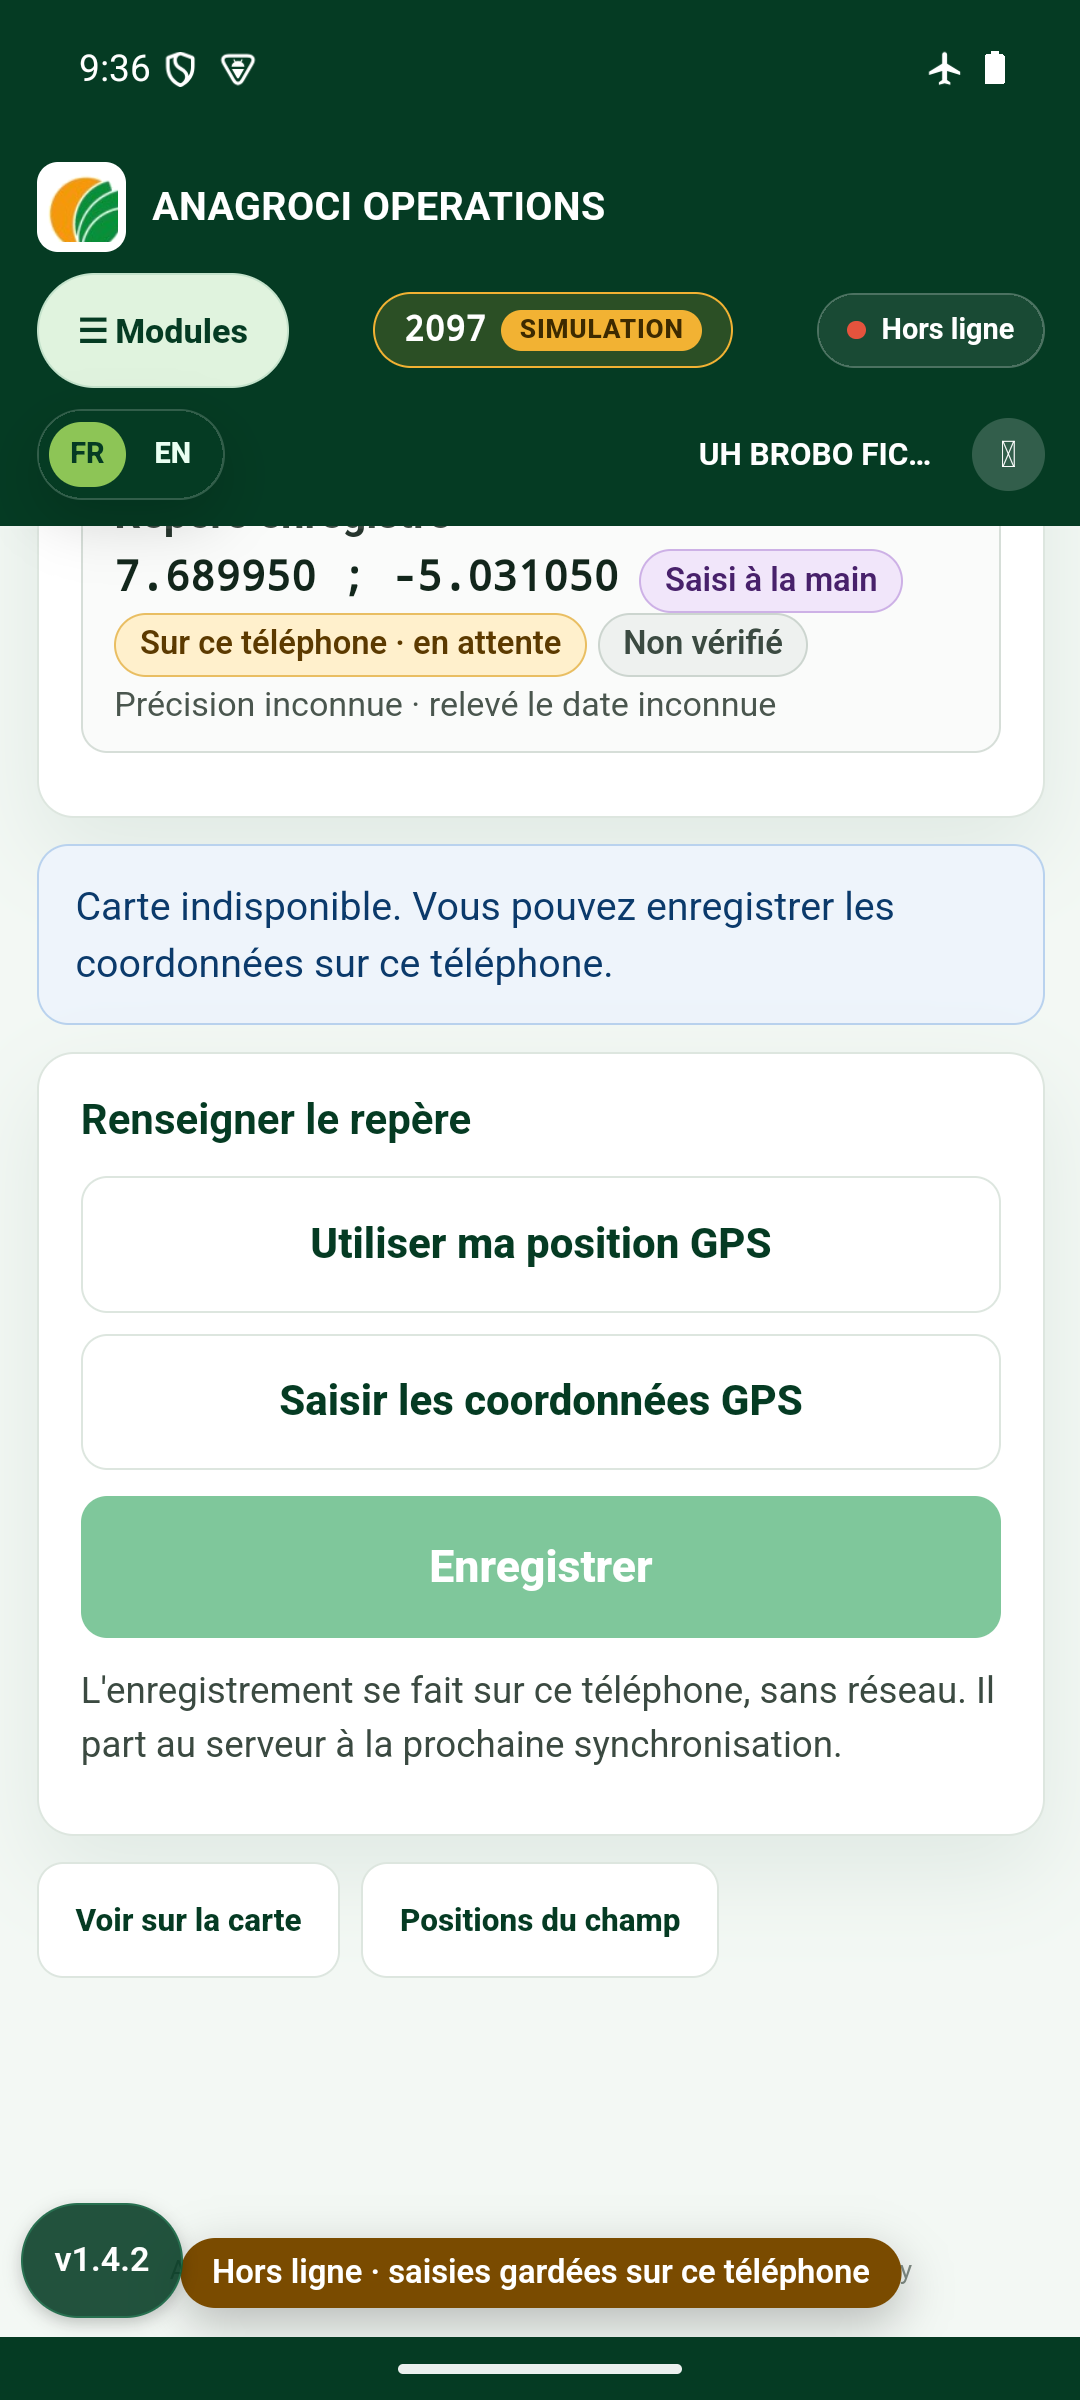 9:36
ANAGROCI OPERATIONS
☰ Modules
2097 SIMULATION
Hors ligne
FR EN
UH BROBO FIC...
Repère enregistré
7.689950 ; -5.031050 Saisi à la main
Sur ce téléphone · en attente Non vérifié
Précision inconnue · relevé le date inconnue
Carte indisponible. Vous pouvez enregistrer les
coordonnées sur ce téléphone.
Renseigner le repère
Utiliser ma position GPS
Saisir les coordonnées GPS
Enregistrer
L'enregistrement se fait sur ce téléphone, sans réseau. Il
part au serveur à la prochaine synchronisation.
Voir sur la carte
Positions du champ
v1.4.2
Hors ligne · saisies gardées sur ce téléphone